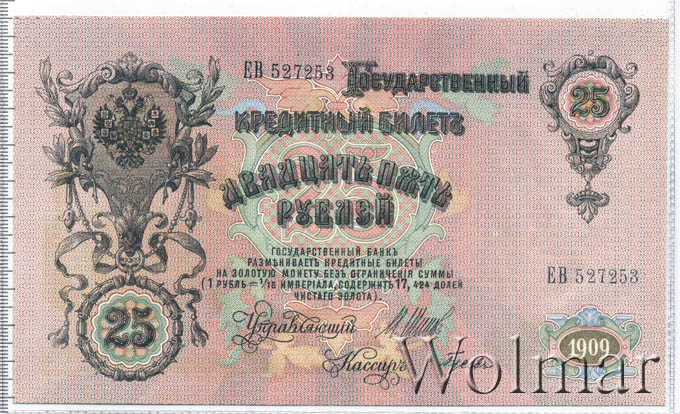 ЕВ 527253
Государственный
Кредитный Билетъ
Двадцать пять
рублей
25
25
Государственный банкъ
размѣниваетъ кредитные билеты
на золотую монету безъ ограниченія суммы
(1 рубль = 1/15 имперіала, содержитъ 17,424 долей
чистаго золота).
ЕВ 527253
25
Управляющій
Кассиръ
1909
Wolmar